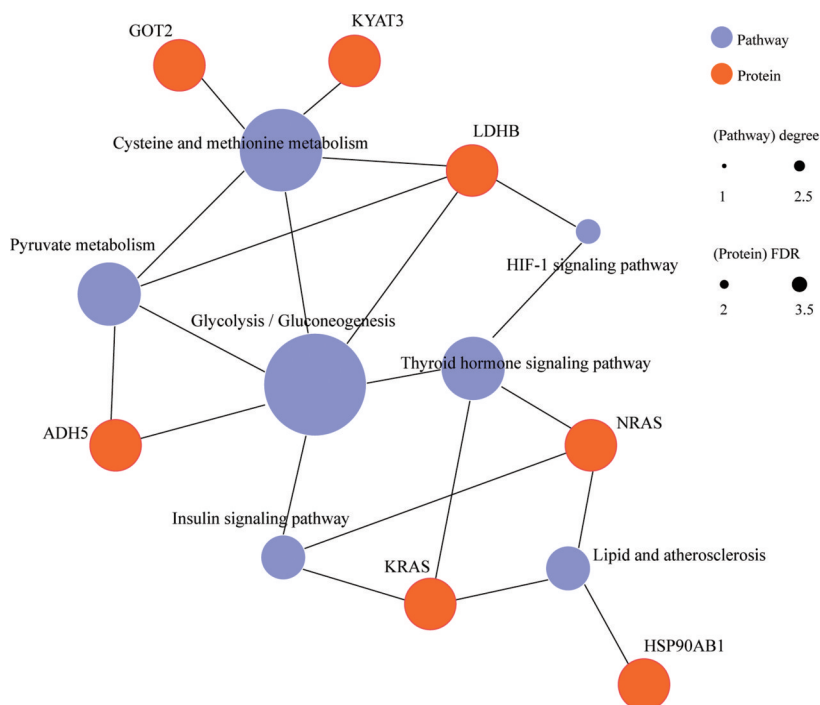 GOT2
KYAT3
Pathway
Protein
Cysteine and methionine metabolism
LDHB
(Pathway) degree
1
2.5
Pyruvate metabolism
HIF-1 signaling pathway
(Protein) FDR
2
3.5
Glycolysis / Gluconeogenesis
Thyroid hormone signaling pathway
ADH5
NRAS
Insulin signaling pathway
KRAS
Lipid and atherosclerosis
HSP90AB1